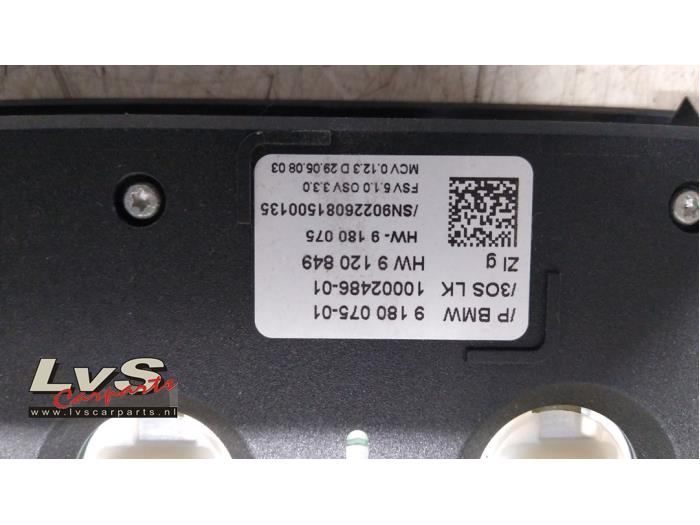 /P BMW 9 180 075-01
/3OS LK 10002486-01
ZI g HW 9 120 849
HW- 9 180 075
/SN90226081500135
FSV.5.1.0 OSV.3.3.0
MCV.0.12.3 D 29.05.08 03
LvS
Carparts
www.lvscarparts.nl